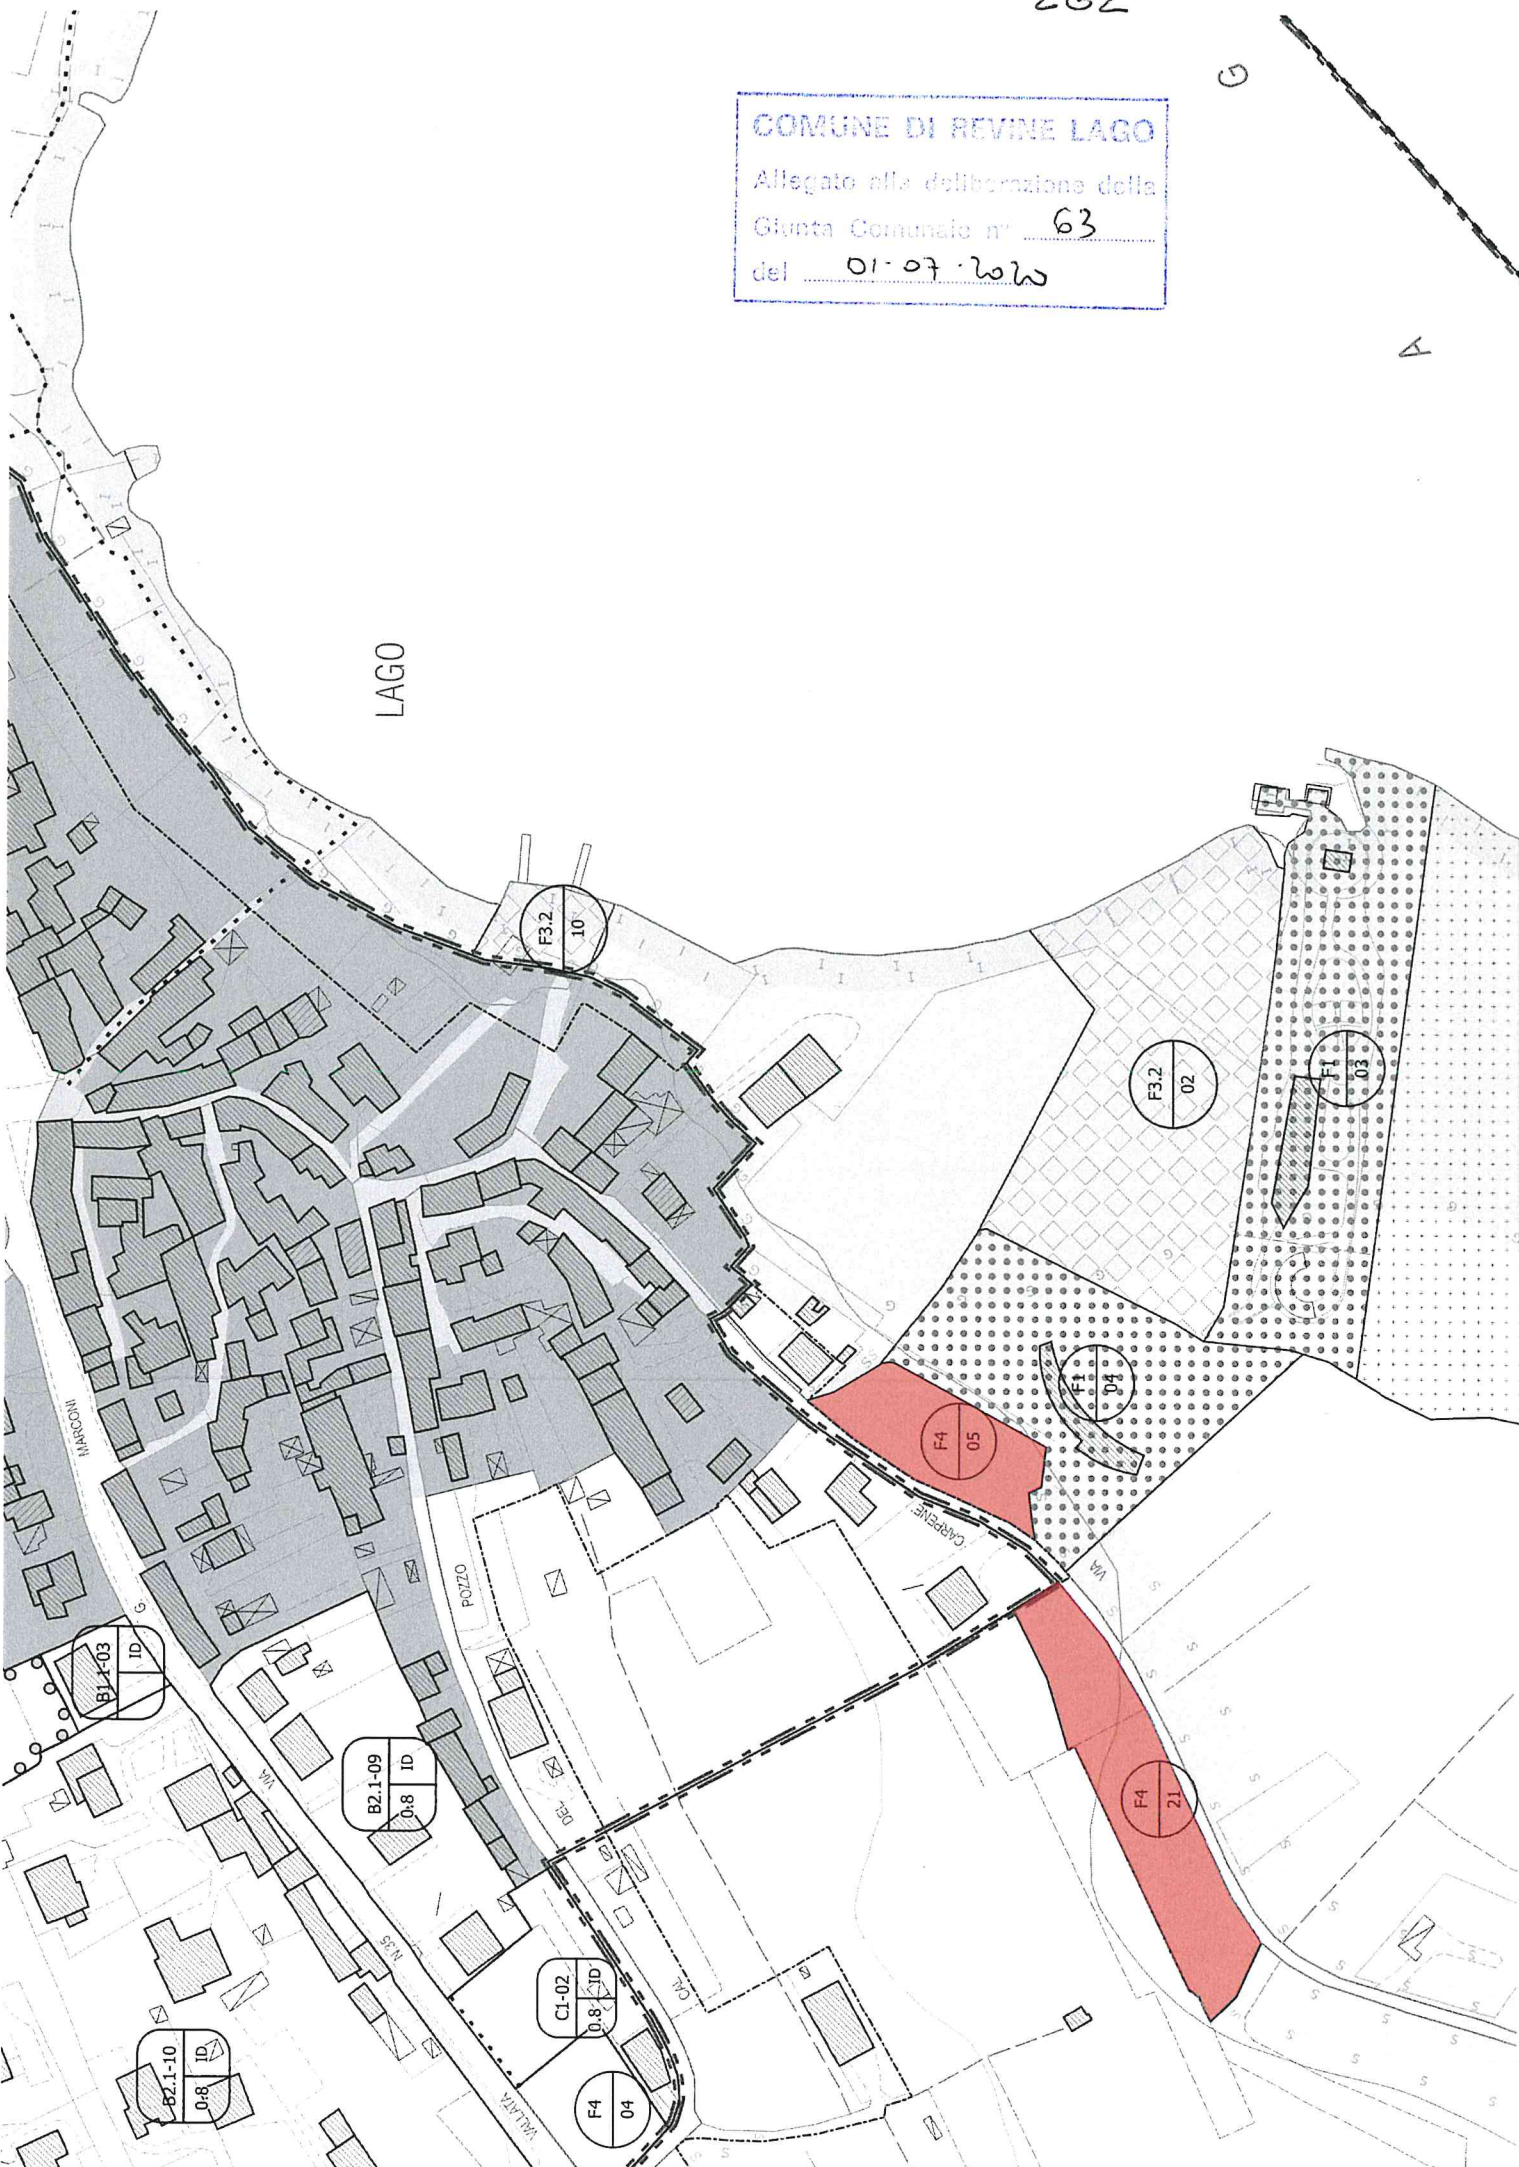 COMUNE DI REVINE LAGO
Allegato alla deliberazione della
Giunta Comunale n° 63
del 01-07-2020
G
A
LAGO
F3.2
10
F3.2
02
F1
03
F1
04
F4
05
F4
21
F4
04
B1.1-03
ID
B2.1-09
0.8 ID
C1-02
0.8 ID
B2.1-10
0.8 ID
MARCONI
G.
VIA
VALLATA
N35
POZZO
DEL
CAL
CARPENE'
VIA